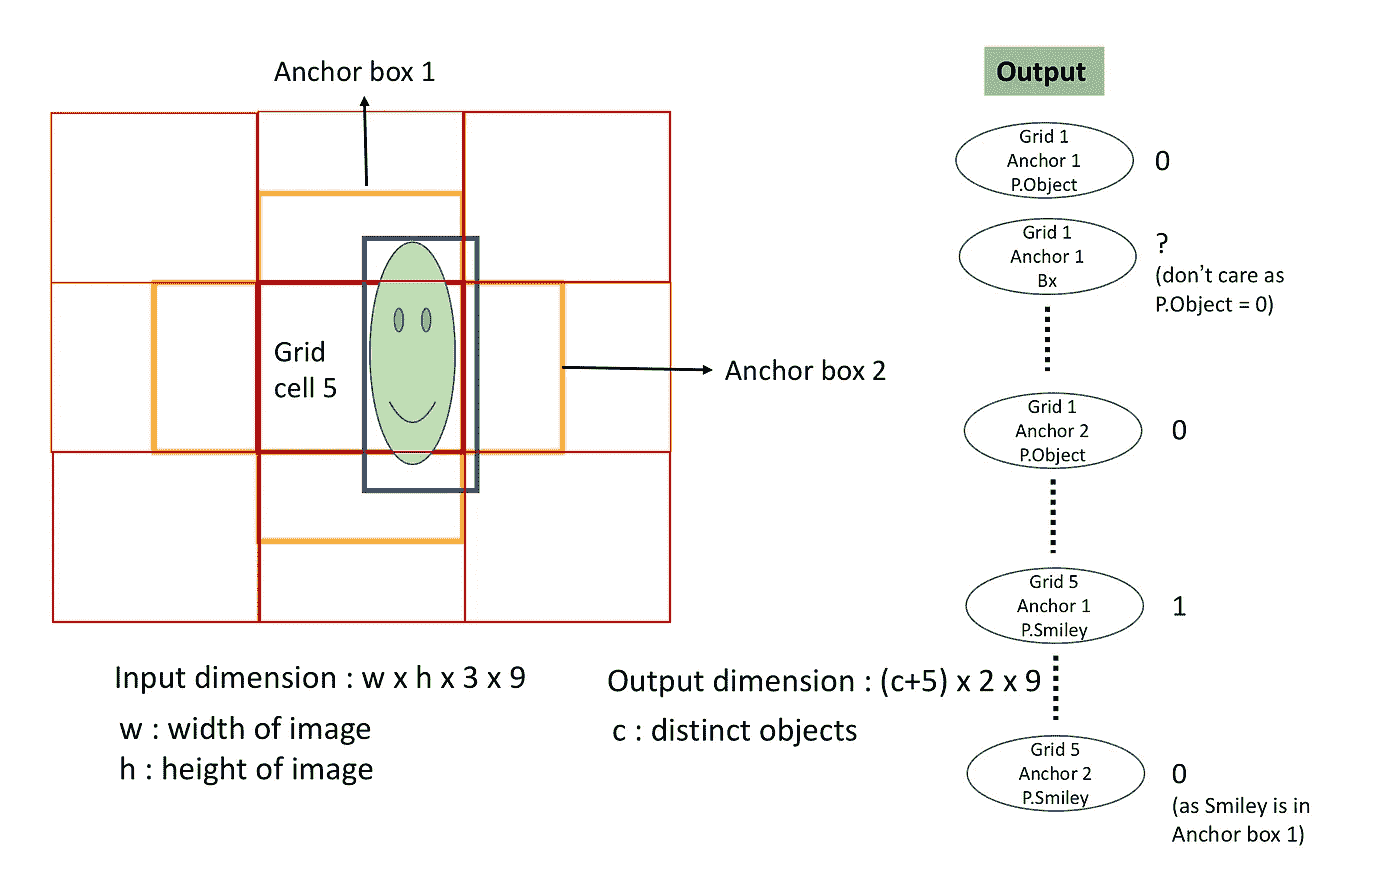 Anchor box 1
Grid
cell 5
Anchor box 2
Input dimension : w x h x 3 x 9
w : width of image
h : height of image
Output dimension : (c+5) x 2 x 9
c : distinct objects
Output
Grid 1
Anchor 1
P.Object
0
Grid 1
Anchor 1
Bx
?
(don't care as
P.Object = 0)
Grid 1
Anchor 2
P.Object
0
Grid 5
Anchor 1
P.Smiley
1
Grid 5
Anchor 2
P.Smiley
0
(as Smiley is in
Anchor box 1)